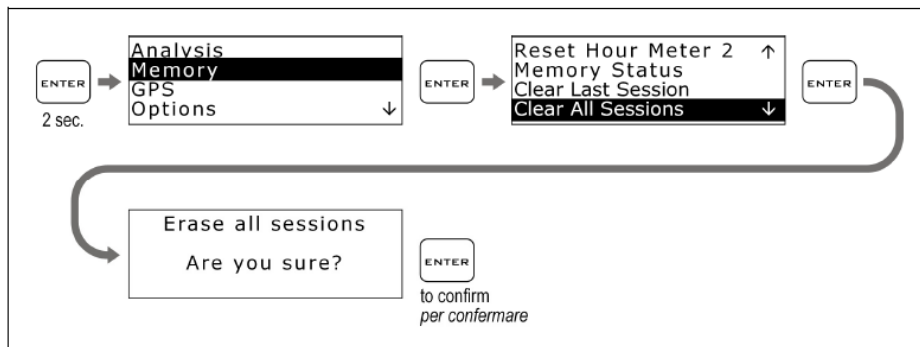 ENTER
2 sec.
Analysis
Memory
GPS
Options ↓
ENTER
Reset Hour Meter 2 ↑
Memory Status
Clear Last Session
Clear All Sessions ↓
ENTER
Erase all sessions
Are you sure?
ENTER
to confirm
per confermare